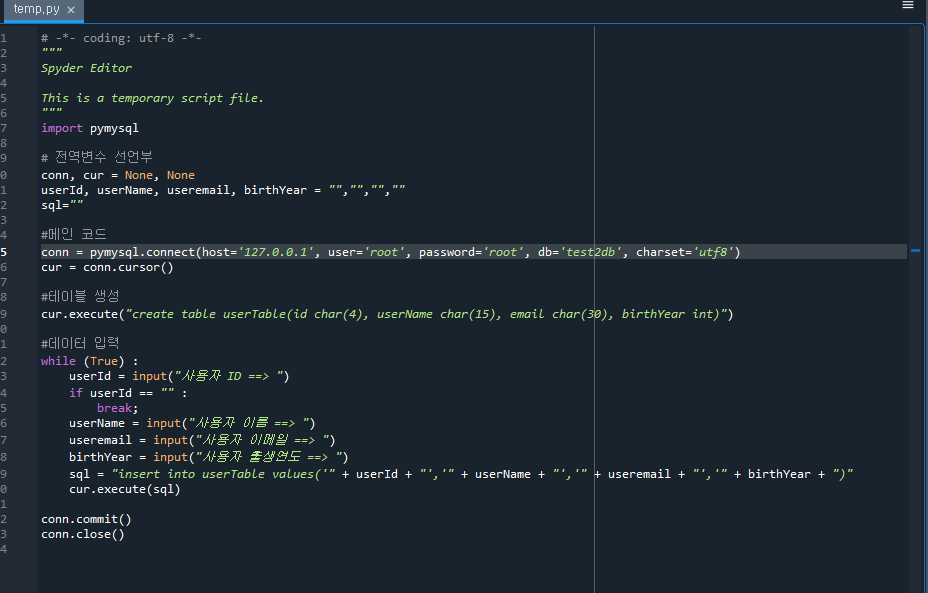 temp.py ×
1 # -*- coding: utf-8 -*-
2 """
3 Spyder Editor
4
5 This is a temporary script file.
6 """
7 import pymysql
8
9 # 전역변수 선언부
0 conn, cur = None, None
1 userId, userName, useremail, birthYear = "","","",""
2 sql=""
3
4 #메인 코드
5 conn = pymysql.connect(host='127.0.0.1', user='root', password='root', db='test2db', charset='utf8')
6 cur = conn.cursor()
7
8 #테이블 생성
9 cur.execute("create table userTable(id char(4), userName char(15), email char(30), birthYear int)")
0
1 #데이터 입력
2 while (True) :
3     userId = input("사용자 ID ==> ")
4     if userId == "" :
5         break;
6     userName = input("사용자 이름 ==> ")
7     useremail = input("사용자 이메일 ==> ")
8     birthYear = input("사용자 출생연도 ==> ")
9     sql = "insert into userTable values('" + userId + "','" + userName + "','" + useremail + "','" + birthYear + ")"
0     cur.execute(sql)
1
2 conn.commit()
3 conn.close()
4